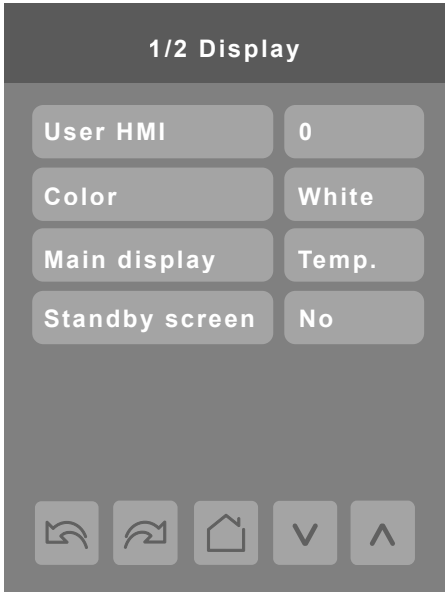 1/2 Display
User HMI 0
Color White
Main display Temp.
Standby screen No